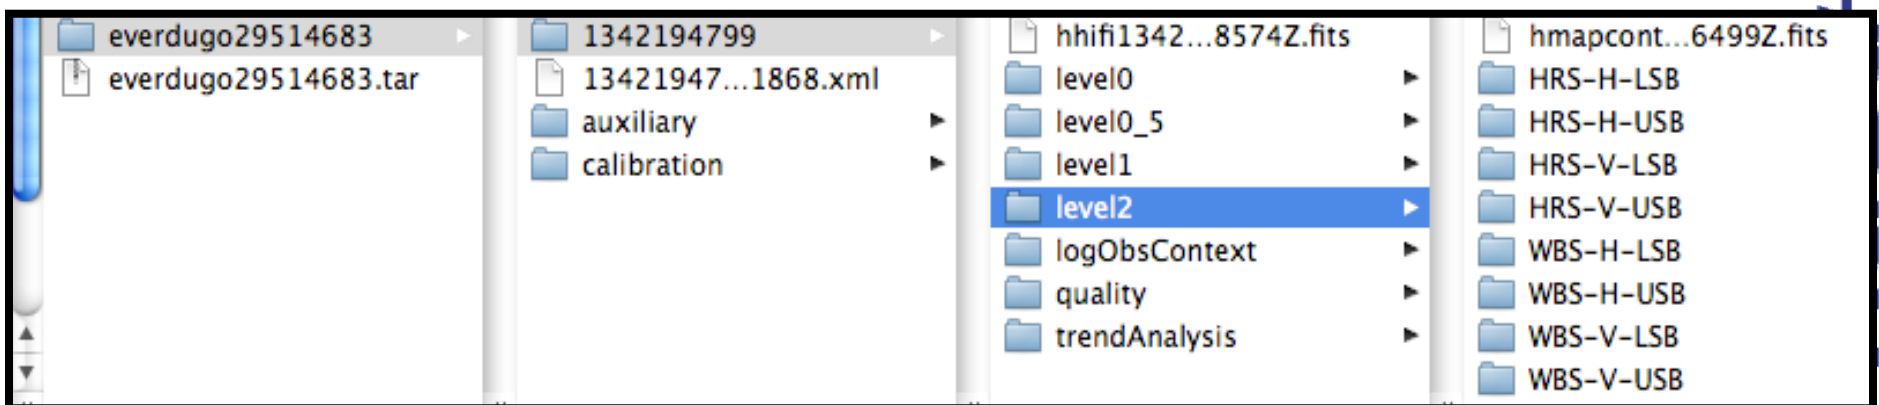 everdugo29514683
everdugo29514683.tar
1342194799
13421947...1868.xml
auxiliary
calibration
hhifi1342...8574Z.fits
level0
level0_5
level1
level2
logObsContext
quality
trendAnalysis
hmapcont...6499Z.fits
HRS-H-LSB
HRS-H-USB
HRS-V-LSB
HRS-V-USB
WBS-H-LSB
WBS-H-USB
WBS-V-LSB
WBS-V-USB